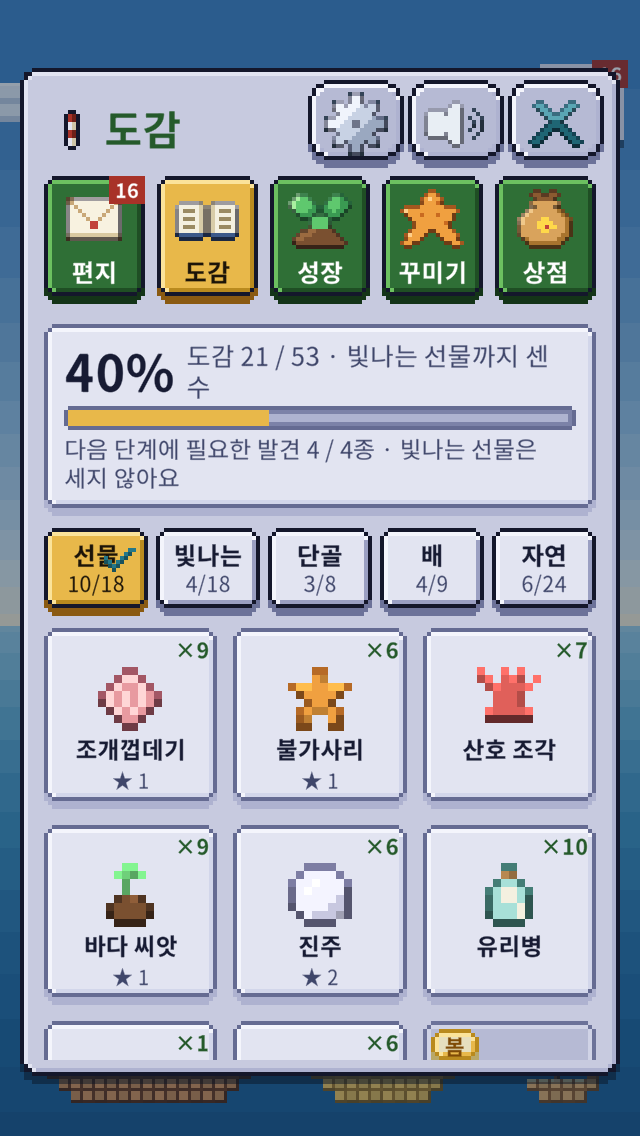 16
도감
16
편지
도감
성장
꾸미기
상점
40%
도감 21 / 53 · 빛나는 선물까지 센
수
다음 단계에 필요한 발견 4 / 4종 · 빛나는 선물은
세지 않아요
선물 빛나는 단골 배 자연
10/18 4/18 3/8 4/9 6/24
×9 ×6 ×7
조개껍데기 불가사리 산호 조각
★ 1 ★ 1
×9 ×6 ×10
바다 씨앗 진주 유리병
★ 1 ★ 2
×1 ×6 봄